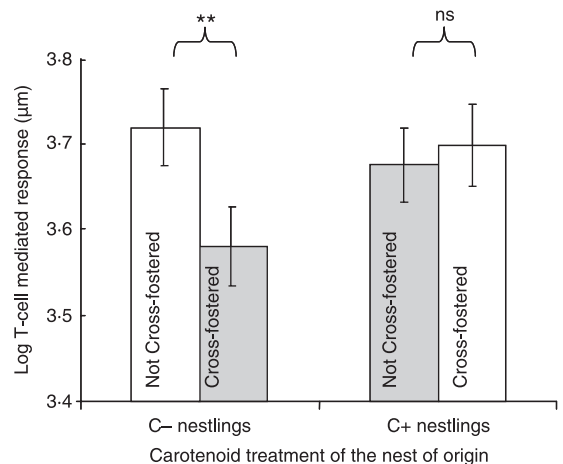 ** ns
3·8
3·7
3·6
3·5
3·4
Log T-cell mediated response (μm)
Not Cross-fostered
Cross-fostered
Not Cross-fostered
Cross-fostered
C– nestlings C+ nestlings
Carotenoid treatment of the nest of origin